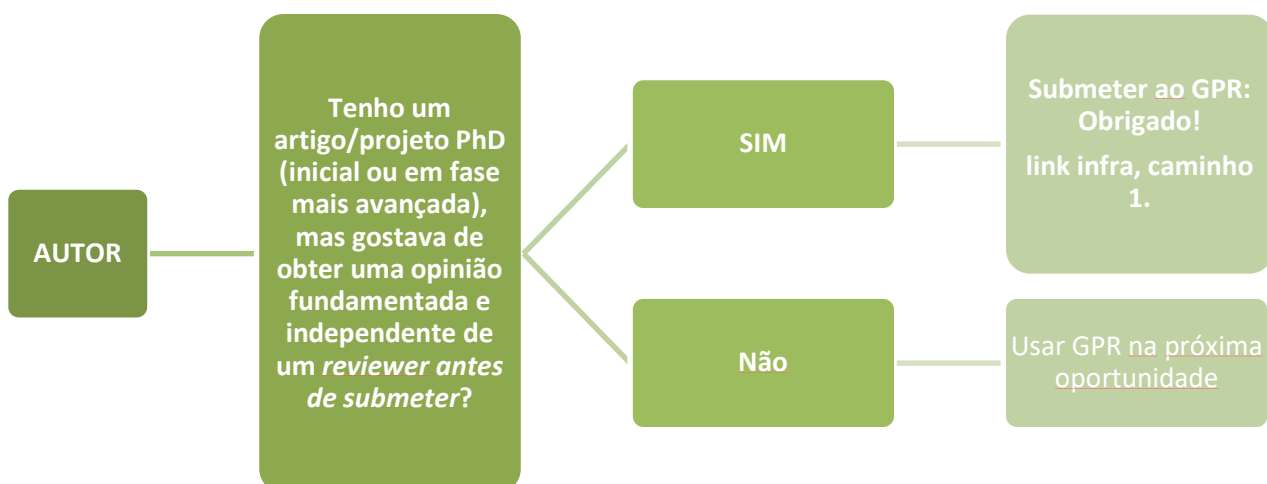 AUTOR
Tenho um
artigo/projeto PhD
(inicial ou em fase
mais avançada),
mas gostava de
obter uma opinião
fundamentada e
independente de
um reviewer antes
de submeter?
SIM
Submeter ao GPR:
Obrigado!
link infra, caminho
1.
Não
Usar GPR na próxima
oportunidade